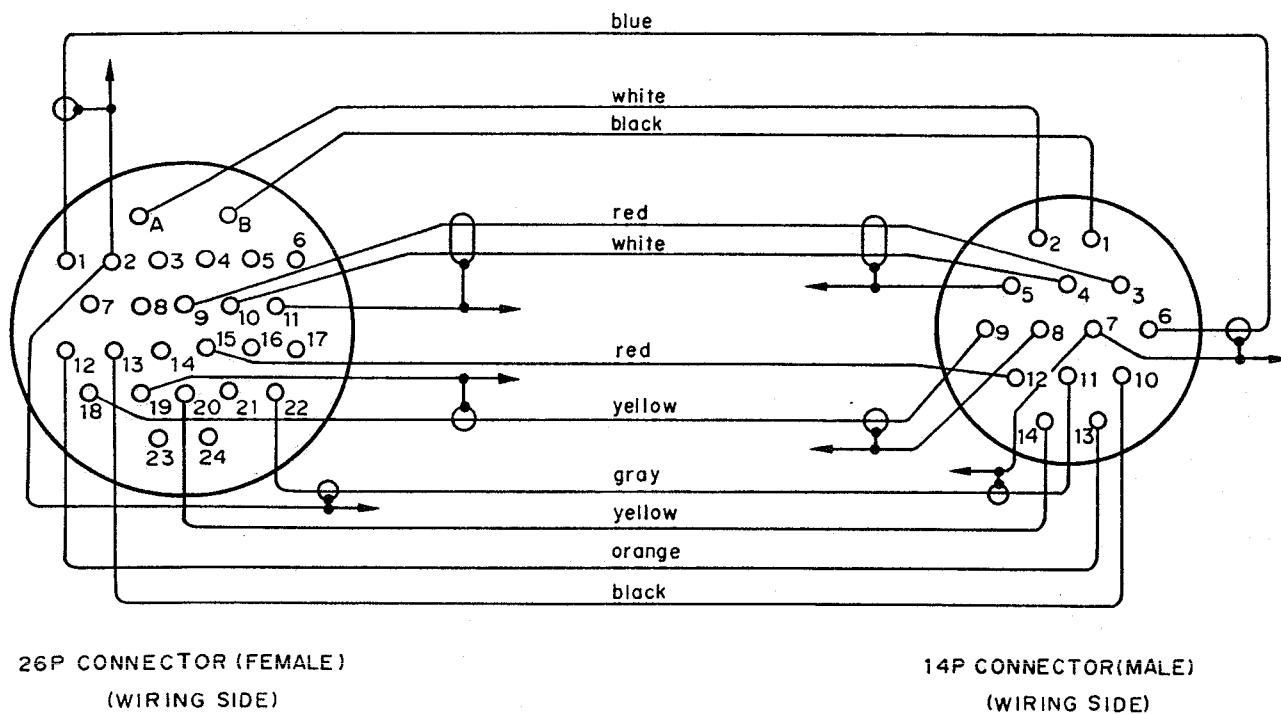 blue
white
black
A
B
red
white
1
2
3
4
5
6
7
8
9
10
11
12
13
14
15
16
17
18
19
20
21
22
23
24
red
yellow
gray
yellow
orange
black
2
1
5
4
3
9
8
7
6
12
11
10
14
13
26P CONNECTOR (FEMALE)
(WIRING SIDE)
14P CONNECTOR(MALE)
(WIRING SIDE)